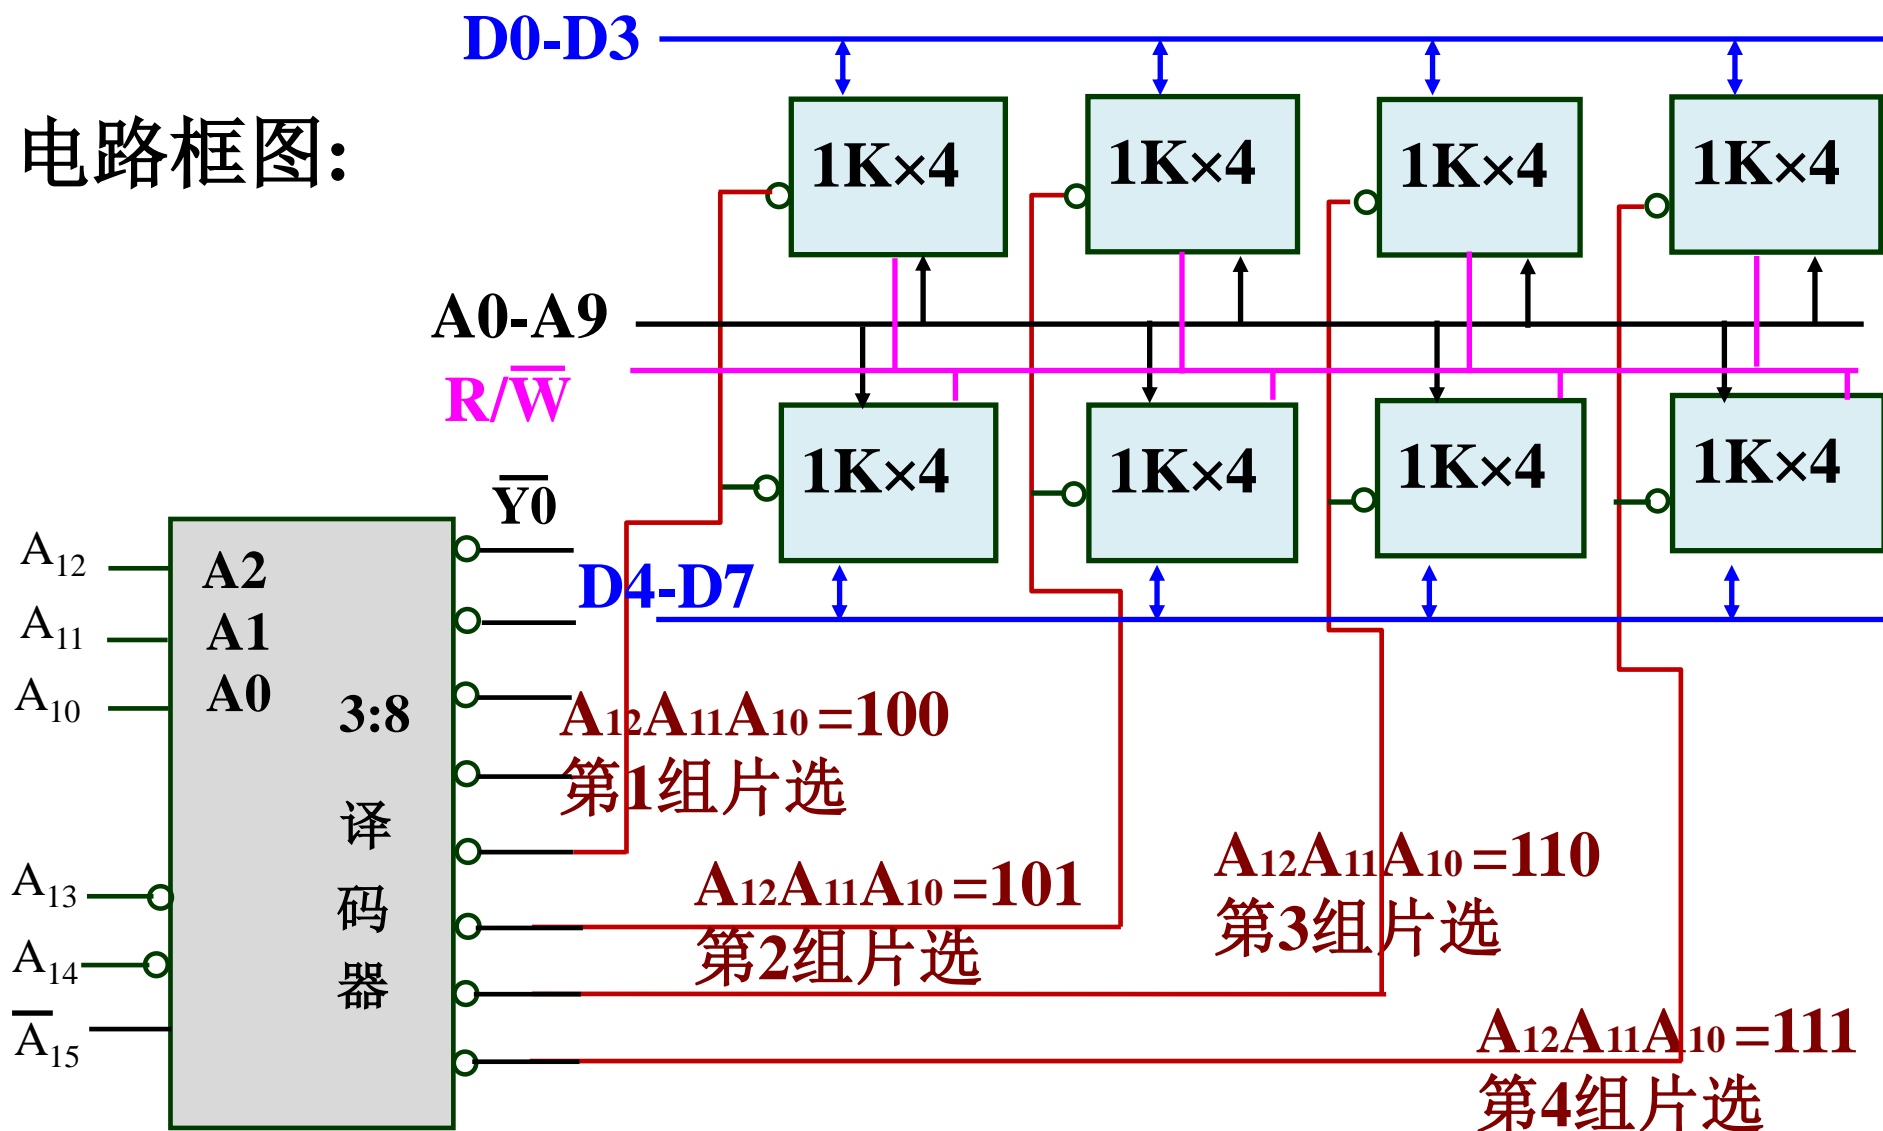 D0-D3
电路框图:
1K×4
1K×4
1K×4
1K×4
A0-A9
R/W̅
1K×4
1K×4
1K×4
1K×4
Y̅0̅
D4-D7
A₁₂
A₁₁
A₁₀
A2
A1
A0
3:8
译
码
器
A₁₃
A₁₄
A̅₁₅
A₁₂A₁₁A₁₀=100
第1组片选
A₁₂A₁₁A₁₀=101
第2组片选
A₁₂A₁₁A₁₀=110
第3组片选
A₁₂A₁₁A₁₀=111
第4组片选